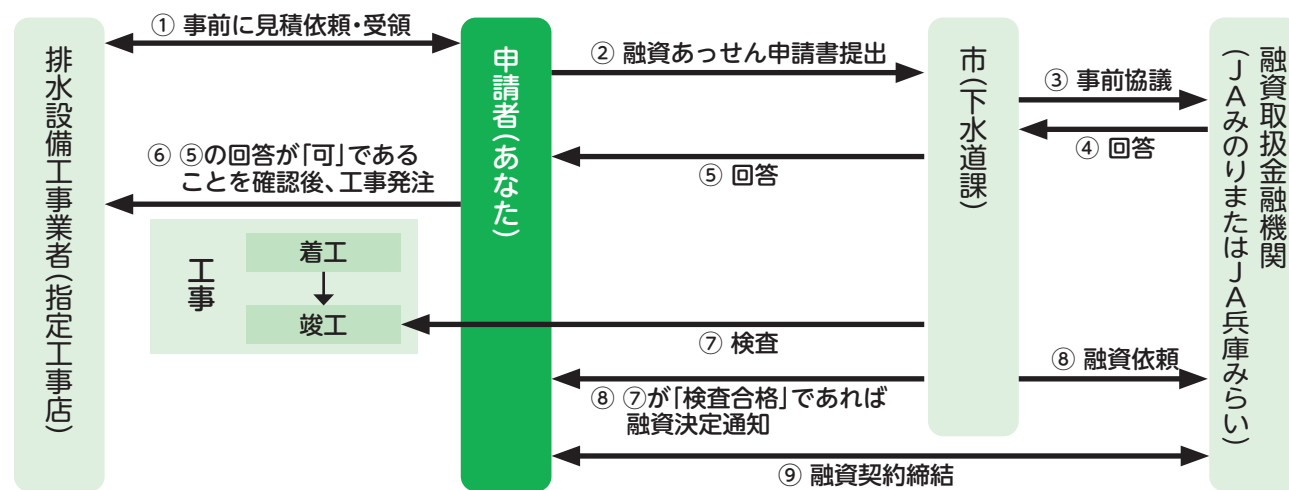 ① 事前に見積依頼・受領
② 融資あっせん申請書提出
③ 事前協議
④ 回答
⑤ 回答
⑥ ⑤の回答が「可」である
ことを確認後、工事発注
工事
着工
竣工
⑦ 検査
⑧ ⑦が「検査合格」であれば
融資決定通知
⑧ 融資依頼
⑨ 融資契約締結
排水設備工事業者(指定工事店)
申請者(あなた)
市(下水道課)
融資取扱金融機関
(JAみのりまたはJA兵庫みらい)